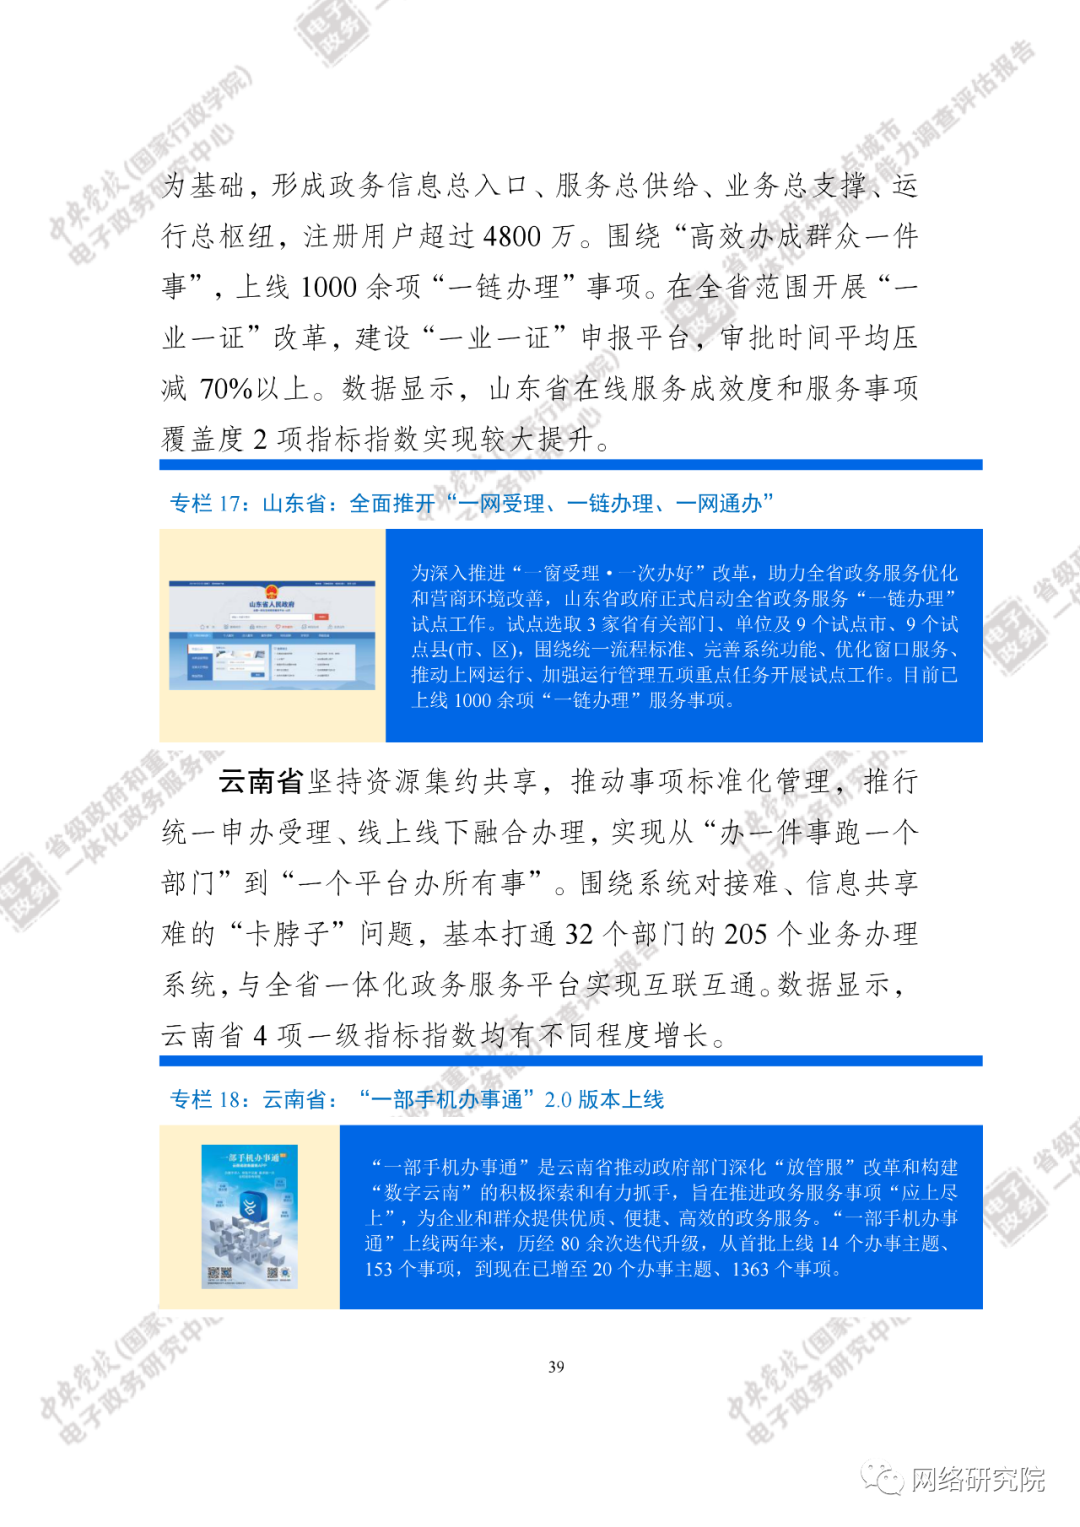 为基础，形成政务信息总入口、服务总供给、业务总支撑、运
行总枢纽，注册用户超过 4800 万。围绕“高效办成群众一件
事”，上线 1000 余项“一链办理”事项。在全省范围开展“一
业一证”改革，建设“一业一证”申报平台，审批时间平均压
减 70%以上。数据显示，山东省在线服务成效度和服务事项
覆盖度 2 项指标指数实现较大提升。
专栏 17：山东省：全面推开“一网受理、一链办理、一网通办”
山东省人民政府
为深入推进“一窗受理·一次办好”改革，助力全省政务服务优化
和营商环境改善，山东省政府正式启动全省政务服务“一链办理”
试点工作。试点选取 3 家省有关部门、单位及 9 个试点市、9 个试
点县(市、区)，围绕统一流程标准、完善系统功能、优化窗口服务、
推动上网运行、加强运行管理五项重点任务开展试点工作。目前已
上线 1000 余项“一链办理”服务事项。
云南省坚持资源集约共享，推动事项标准化管理，推行
统一申办受理、线上线下融合办理，实现从“办一件事跑一个
部门”到“一个平台办所有事”。围绕系统对接难、信息共享
难的“卡脖子”问题，基本打通 32 个部门的 205 个业务办理
系统，与全省一体化政务服务平台实现互联互通。数据显示，
云南省 4 项一级指标指数均有不同程度增长。
专栏 18：云南省：“一部手机办事通”2.0 版本上线
一部手机办事通
“一部手机办事通”是云南省推动政府部门深化“放管服”改革和构建
“数字云南”的积极探索和有力抓手，旨在推进政务服务事项“应上尽
上”，为企业和群众提供优质、便捷、高效的政务服务。“一部手机办事
通”上线两年来，历经 80 余次迭代升级，从首批上线 14 个办事主题、
153 个事项，到现在已增至 20 个办事主题、1363 个事项。
39
中央党校(国家行政学院)
电子政务研究中心
电子政务
省级政府和重点城市
一体化政务服务能力调查评估报告
网络研究院